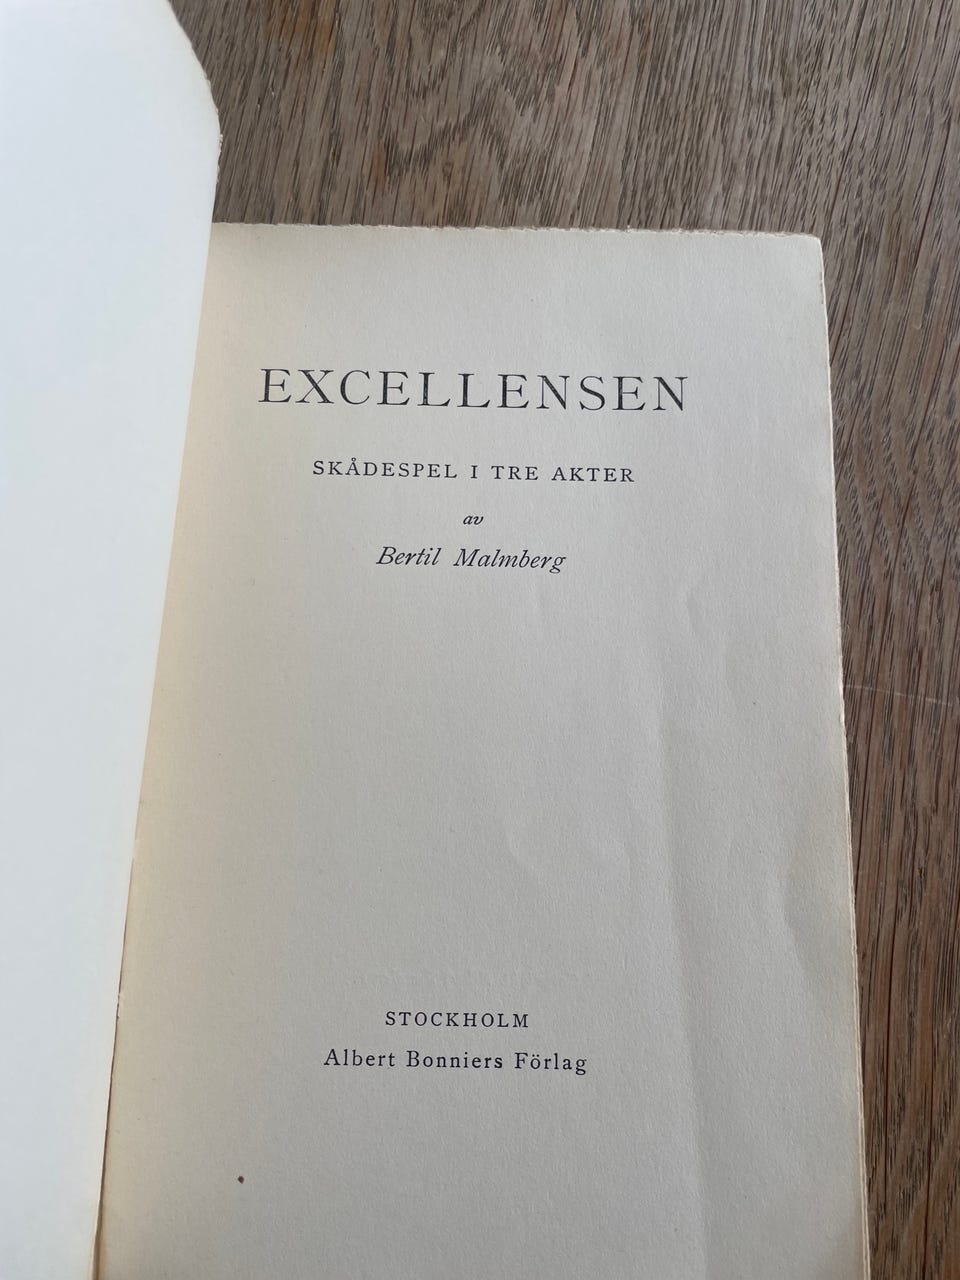 EXCELLENSEN
SKÅDESPEL I TRE AKTER
av
Bertil Malmberg
STOCKHOLM
Albert Bonniers Förlag